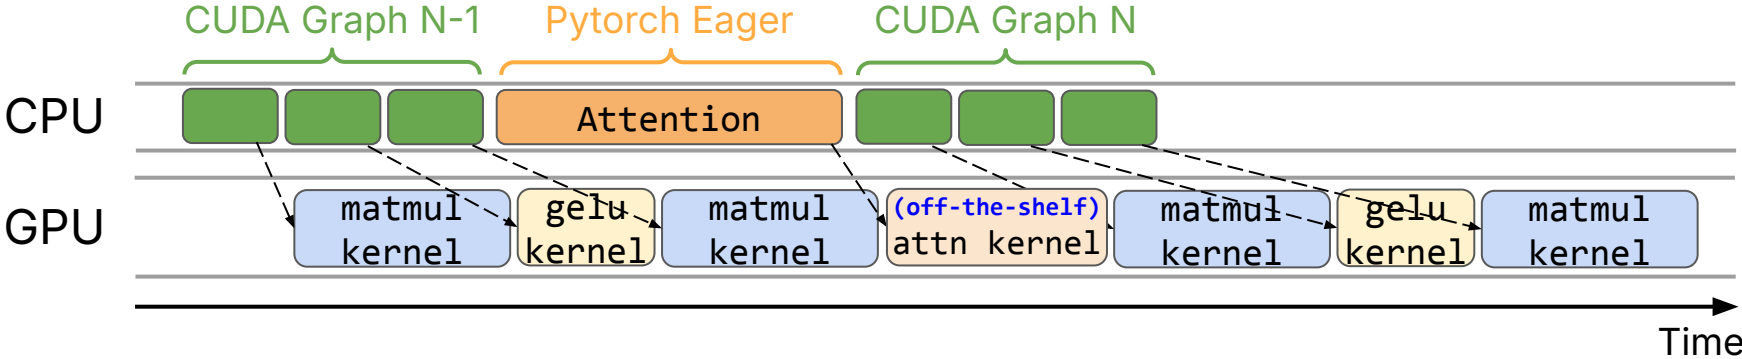 CUDA Graph N-1
Pytorch Eager
CUDA Graph N
CPU
Attention
GPU
matmul
kernel
gelu
kernel
matmul
kernel
(off-the-shelf)
attn kernel
matmul
kernel
gelu
kernel
matmul
kernel
Time